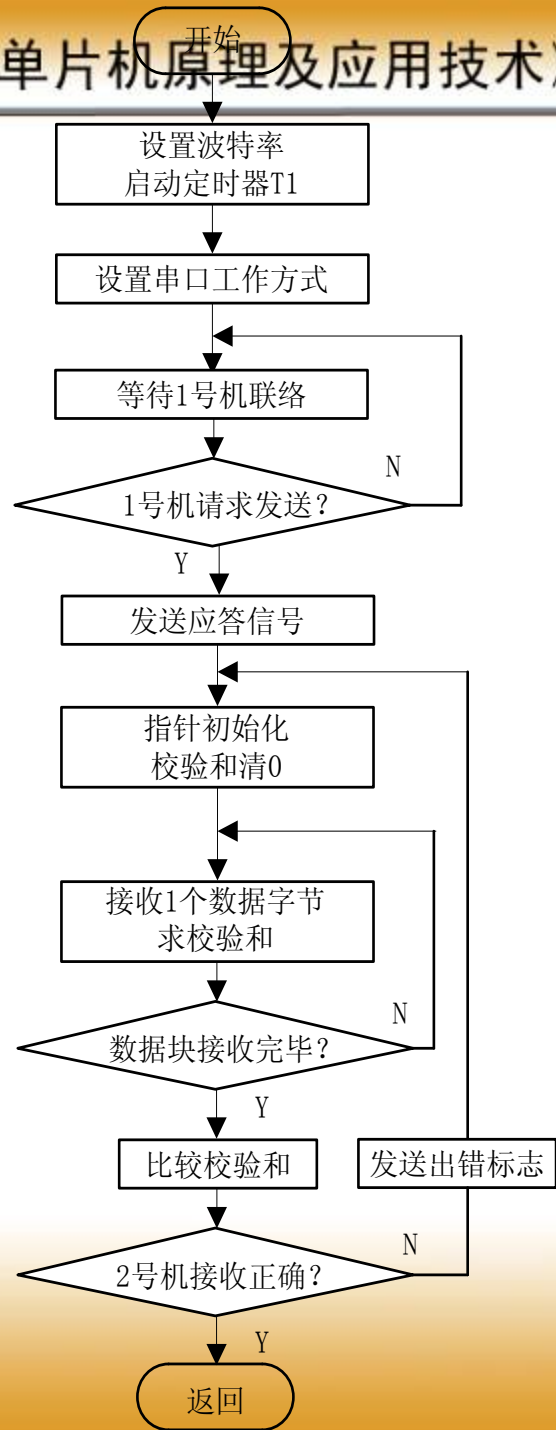 开始
单片机原理及应用技术
设置波特率
启动定时器T1
设置串口工作方式
等待1号机联络
N
1号机请求发送?
Y
发送应答信号
指针初始化
校验和清0
接收1个数据字节
求校验和
N
数据块接收完毕?
Y
比较校验和
发送出错标志
N
2号机接收正确?
Y
返回